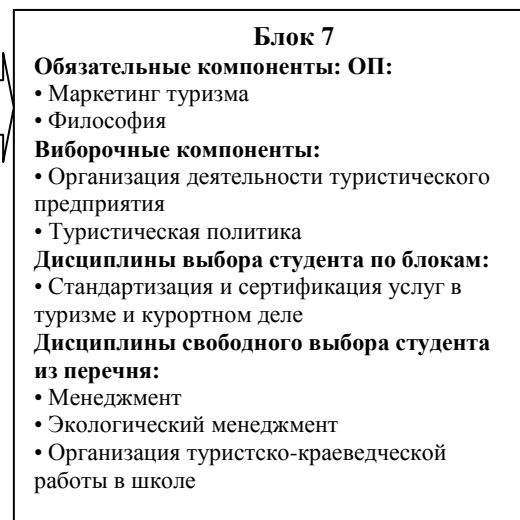 Блок 7
Обязательные компоненты: ОП:
• Маркетинг туризма
• Философия
Виборочные компоненты:
• Организация деятельности туристического
предприятия
• Туристическая политика
Дисциплины выбора студента по блокам:
• Стандартизация и сертификация услуг в
туризме и курортном деле
Дисциплины свободного выбора студента
из перечня:
• Менеджмент
• Экологический менеджмент
• Организация туристско-краеведческой
работы в школе